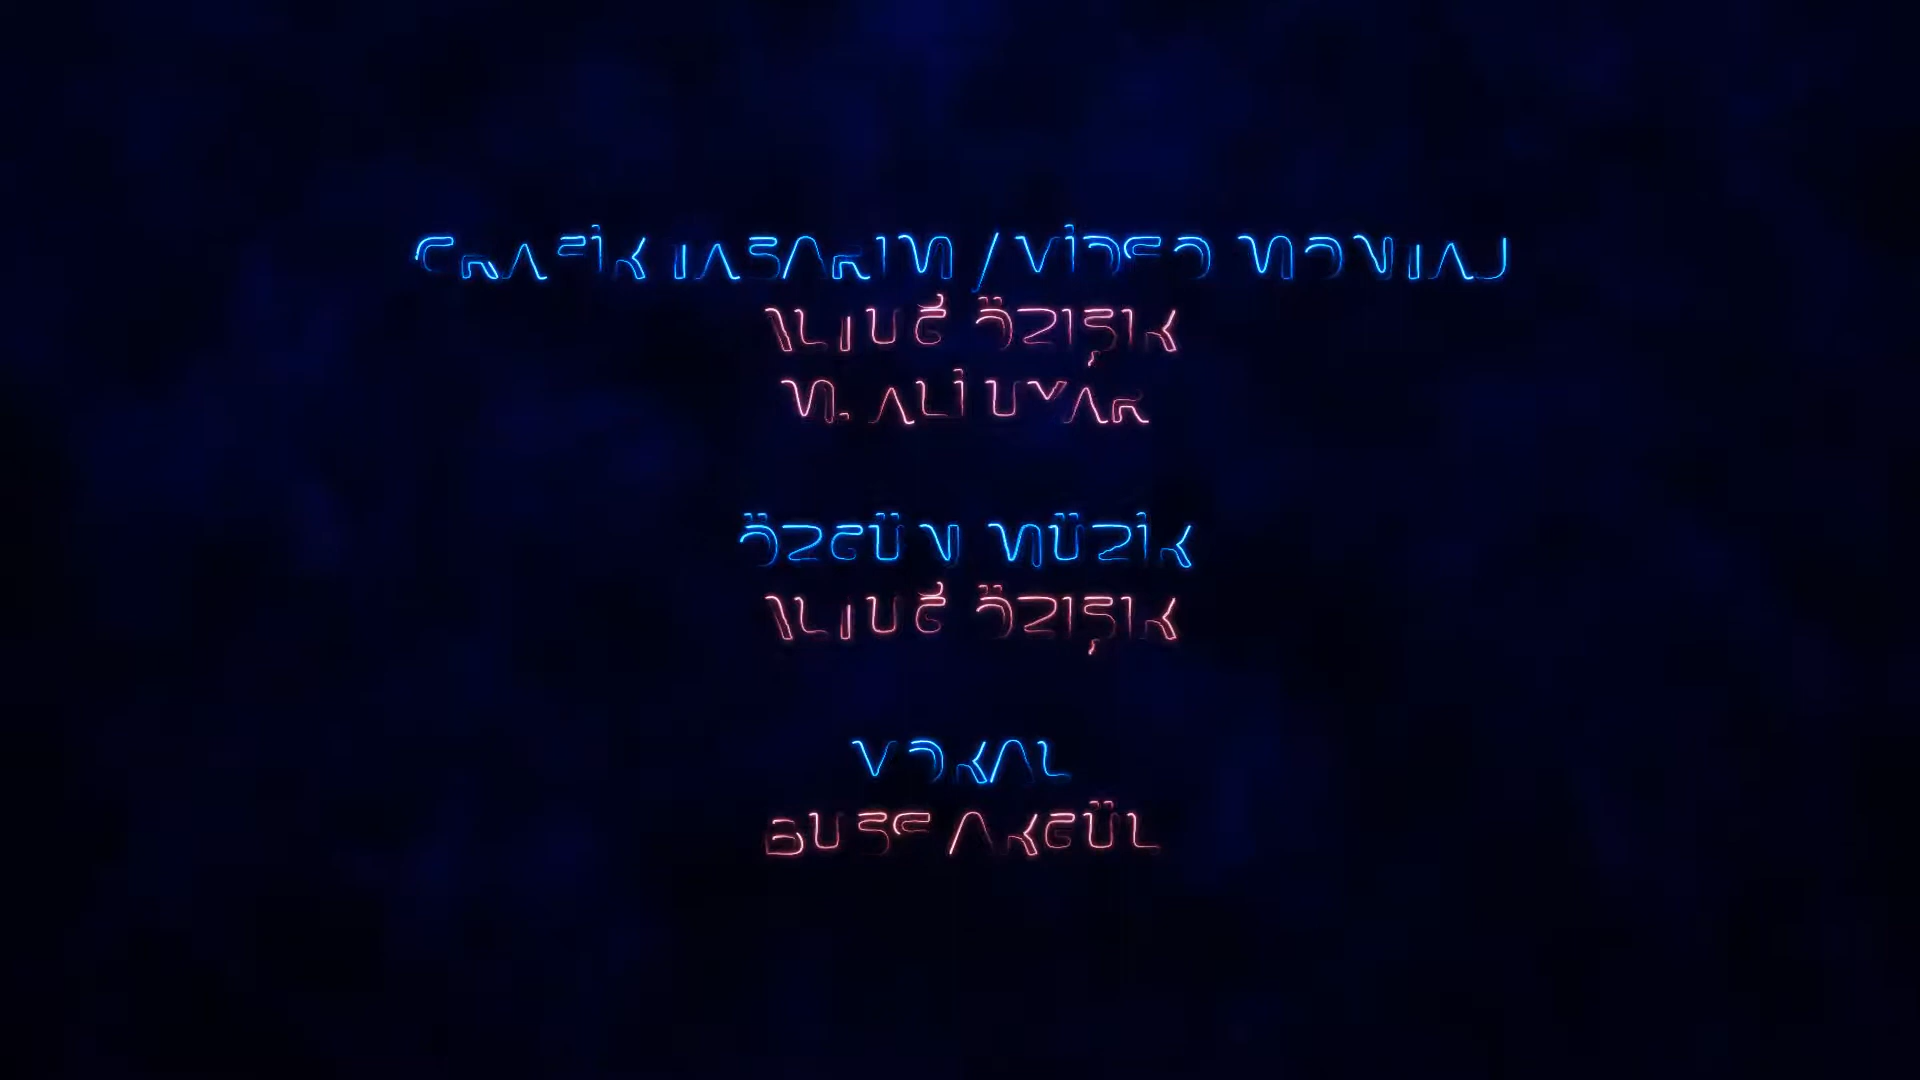 GRAFİK TASARIM / VİDEO MONTAJ
ALTUĞ ÖZIŞIK
M. ALİ UYAR
ÖZGÜN MÜZİK
ALTUĞ ÖZIŞIK
VOKAL
BUSE AKGÜL